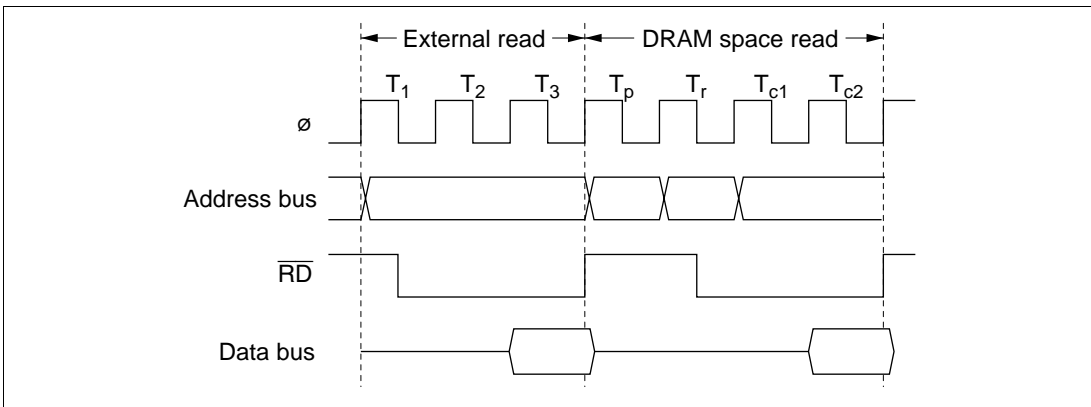 External read DRAM space read
T1 T2 T3 Tp Tr Tc1 Tc2
ø
Address bus
RD
Data bus